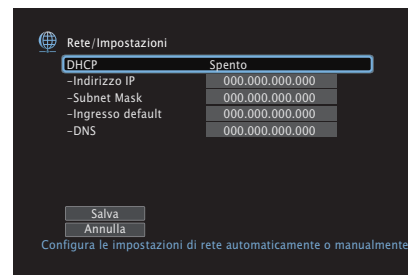 Rete/Impostazioni
DHCP Spento
–Indirizzo IP 000.000.000.000
–Subnet Mask 000.000.000.000
–Ingresso default 000.000.000.000
–DNS 000.000.000.000
Salva
Annulla
Configura le impostazioni di rete automaticamente o manualmente